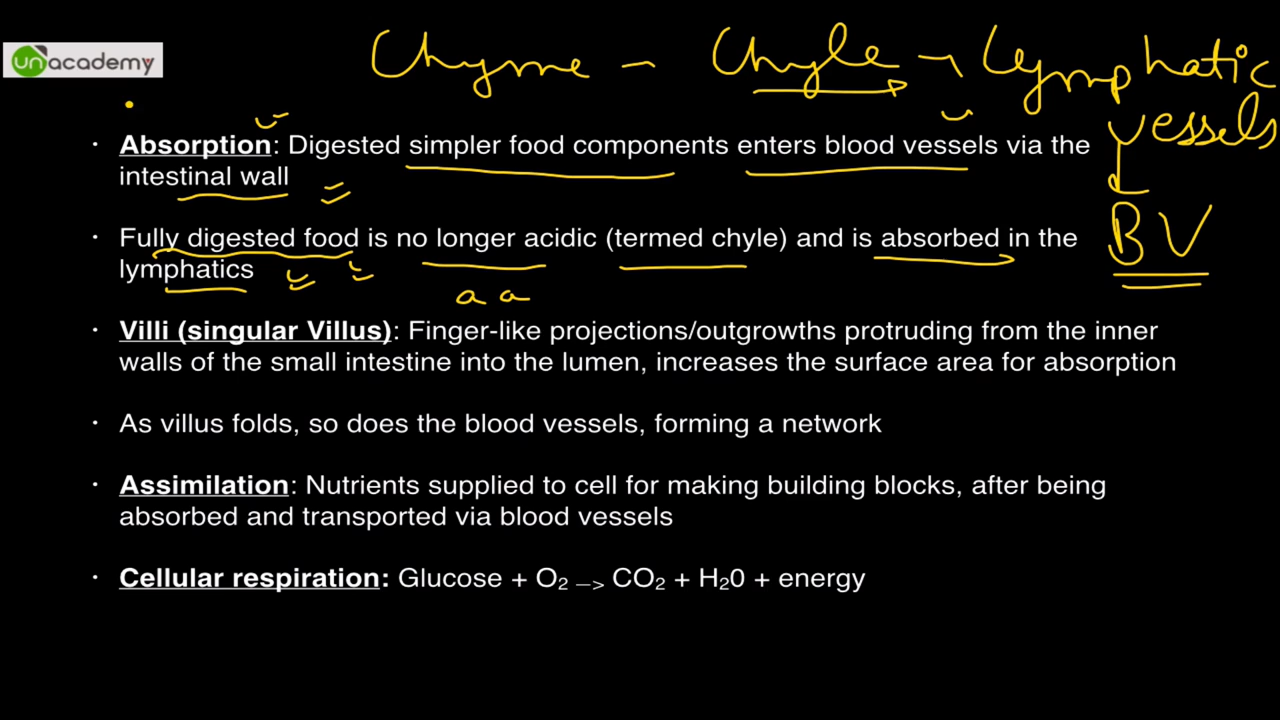 unacademy
Chyme - Chyle → Lymphatic
vessels
BV
· Absorption: Digested simpler food components enters blood vessels via the
intestinal wall
· Fully digested food is no longer acidic (termed chyle) and is absorbed in the
lymphatics
a a
· Villi (singular Villus): Finger-like projections/outgrowths protruding from the inner
walls of the small intestine into the lumen, increases the surface area for absorption
· As villus folds, so does the blood vessels, forming a network
· Assimilation: Nutrients supplied to cell for making building blocks, after being
absorbed and transported via blood vessels
· Cellular respiration: Glucose + O₂ –> CO₂ + H₂0 + energy